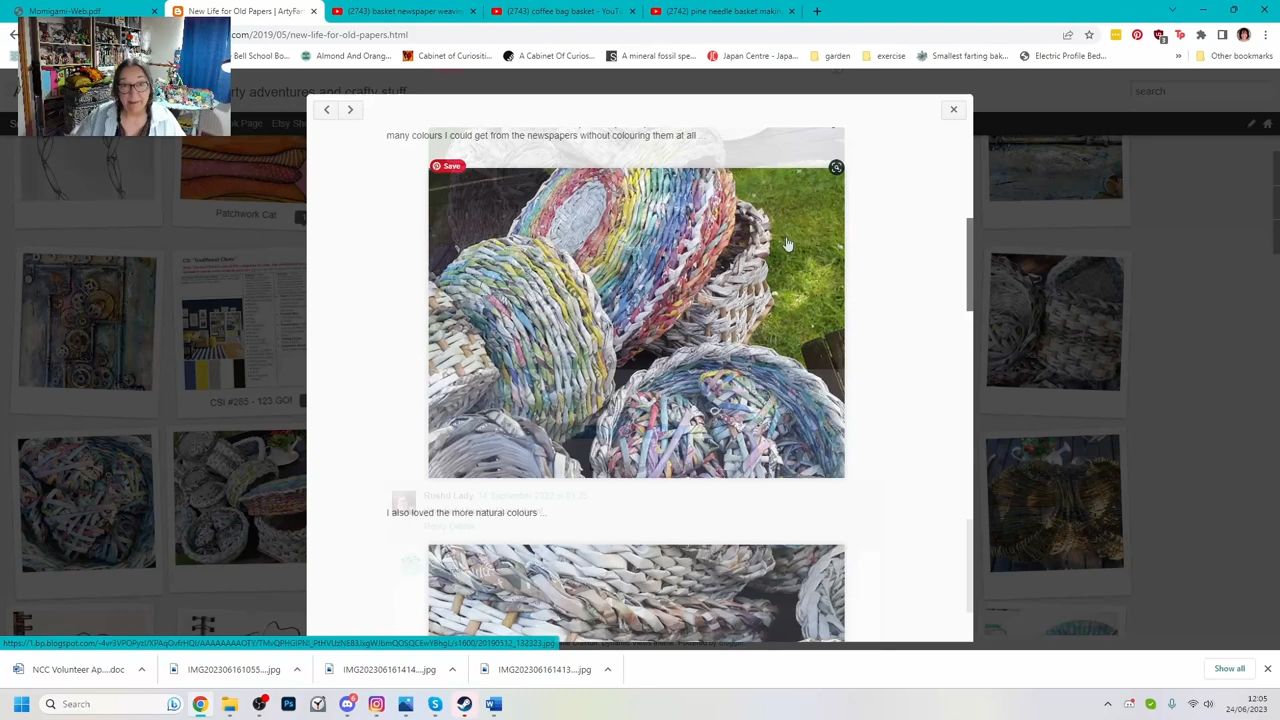 Momigami-Web.pdf
New Life for Old Papers | ArtyFar
(2743) basket newspaper weavin
(2743) coffee bag basket - YouT
(2742) pine needle basket makin
com/2019/05/new-life-for-old-papers.html
Bell School Bo...
Almond And Orang...
Cabinet of Curiositi...
A Cabinet Of Curios...
A mineral fossil spe...
Japan Centre - Japa...
garden
exercise
Smallest farting bak...
Electric Profile Bed...
Other bookmarks
arty adventures and crafty stuff
search
Page
Etsy
many colours I could get from the newspapers without colouring them at all ...
Save
Patchwork Cat
CSI #285 - 123 GO!
I also loved the more natural colours ...
NCC Volunteer Ap....doc
IMG202306161055....jpg
IMG202306161414....jpg
IMG202306161413....jpg
Show all
Search
12:05
24/06/2023